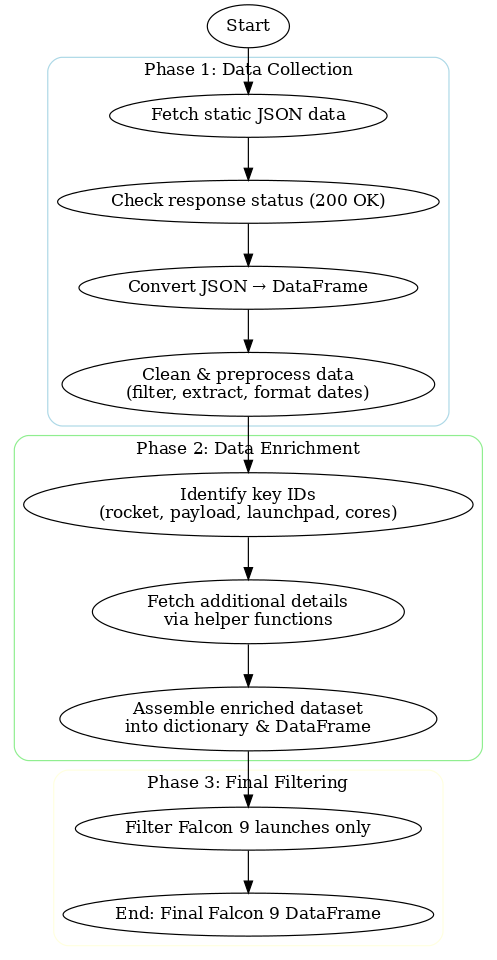 Start
Phase 1: Data Collection
Fetch static JSON data
Check response status (200 OK)
Convert JSON → DataFrame
Clean & preprocess data
(filter, extract, format dates)
Phase 2: Data Enrichment
Identify key IDs
(rocket, payload, launchpad, cores)
Fetch additional details
via helper functions
Assemble enriched dataset
into dictionary & DataFrame
Phase 3: Final Filtering
Filter Falcon 9 launches only
End: Final Falcon 9 DataFrame